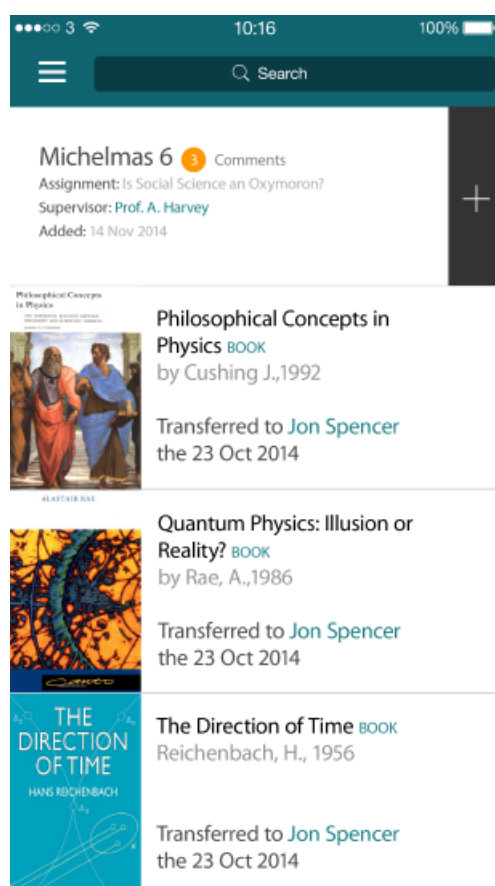 3 10:16 100%
Search
Michelmas 6 3 Comments
Assignment: Is Social Science an Oxymoron?
Supervisor: Prof. A. Harvey
Added: 14 Nov 2014
Philosophical Concepts
in Physics
Philosophical Concepts in
Physics BOOK
by Cushing J.,1992
Transferred to Jon Spencer
the 23 Oct 2014
ALASTAIR RAE
Quantum Physics: Illusion or
Reality? BOOK
by Rae, A.,1986
Transferred to Jon Spencer
the 23 Oct 2014
THE
DIRECTION
OF TIME
HANS REICHENBACH
The Direction of Time BOOK
Reichenbach, H., 1956
Transferred to Jon Spencer
the 23 Oct 2014